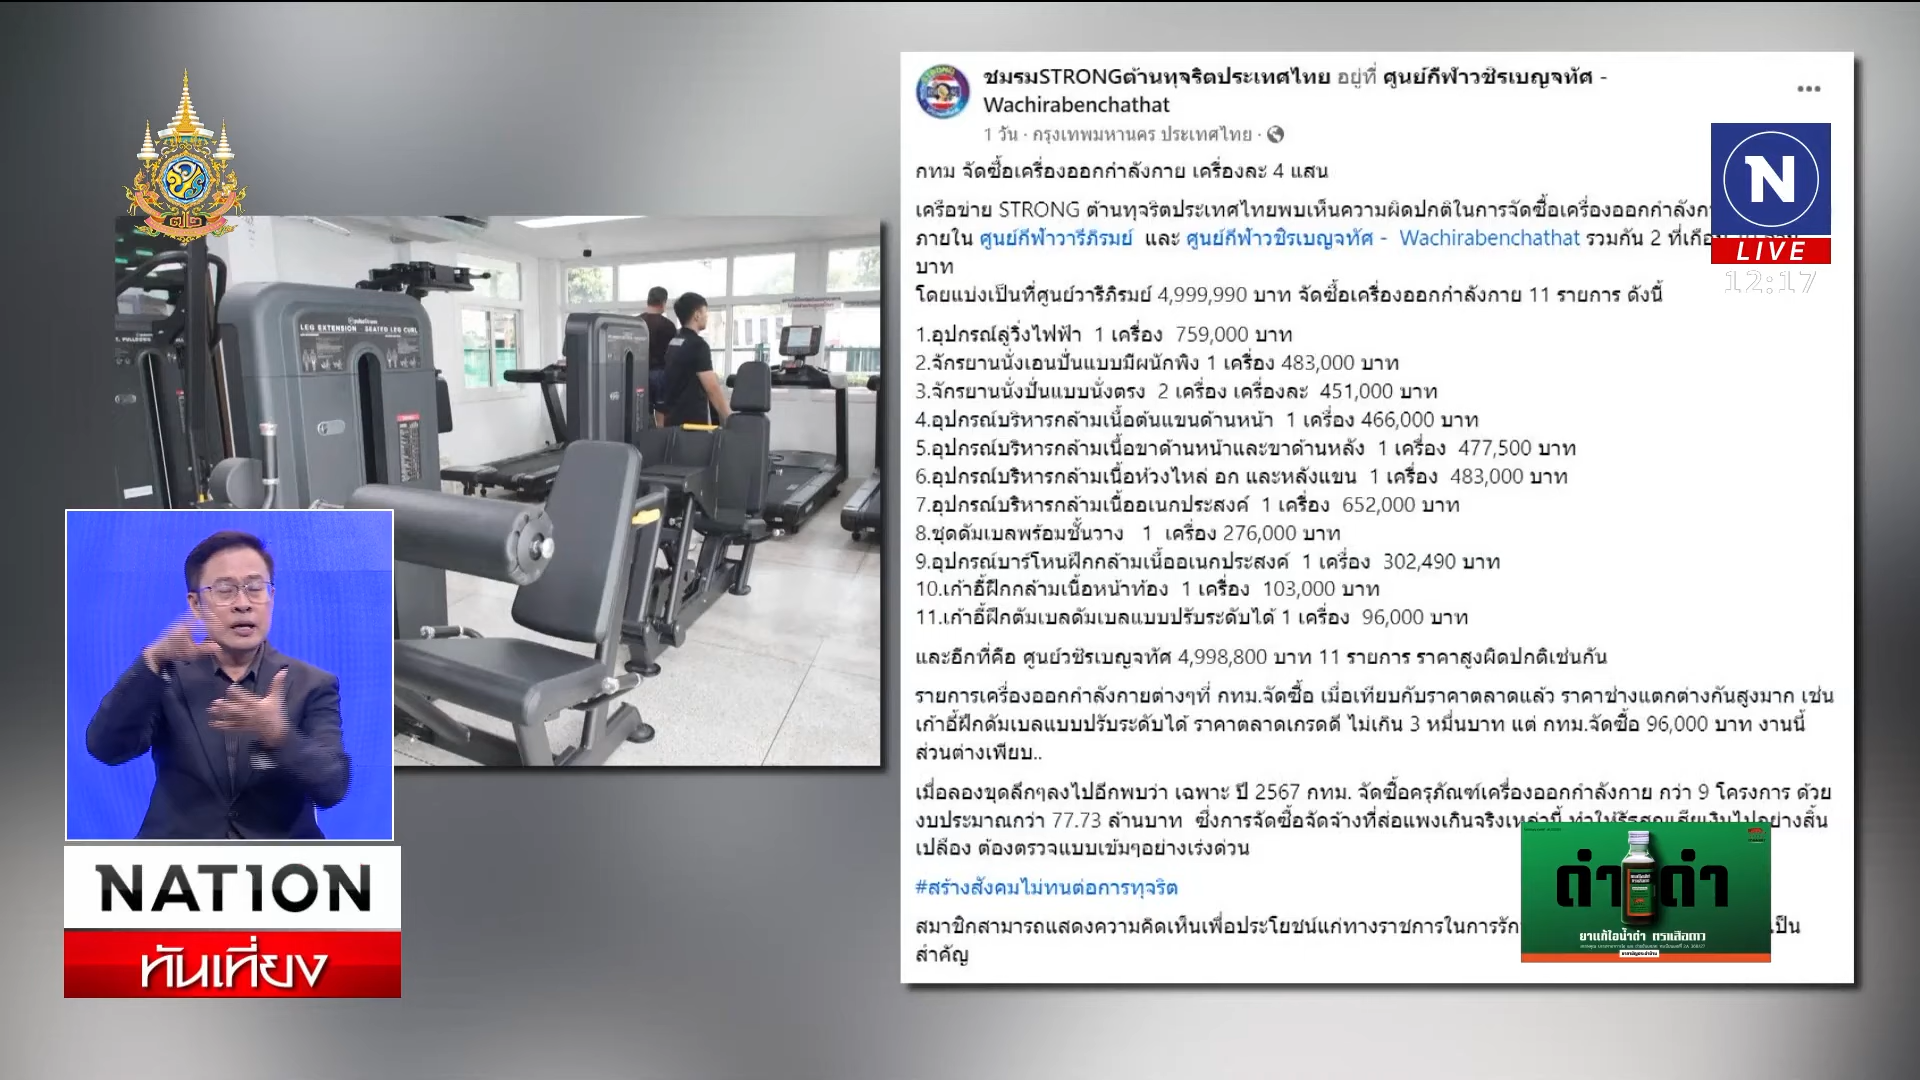 ชมรมSTRONGต้านทุจริตประเทศไทย อยู่ที่ ศูนย์กีฬาวชิรเบญจทัศ -
Wachirabenchathat
1 วัน · กรุงเทพมหานคร ประเทศไทย ·
กทม จัดซื้อเครื่องออกกำลังกาย เครื่องละ 4 แสน
เครือข่าย STRONG ต้านทุจริตประเทศไทยพบเห็นความผิดปกติในการจัดซื้อเครื่องออกกำลังก
ภายใน ศูนย์กีฬาวารีภิรมย์ และ ศูนย์กีฬาวชิรเบญจทัศ - Wachirabenchathat รวมกัน 2 ที่เกือบ
บาท
โดยแบ่งเป็นที่ศูนย์วารีภิรมย์ 4,999,990 บาท จัดซื้อเครื่องออกกำลังกาย 11 รายการ ดังนี้
1.อุปกรณ์ลู่วิ่งไฟฟ้า 1 เครื่อง 759,000 บาท
2.จักรยานนั่งเอนปั่นแบบมีผนักพิง 1 เครื่อง 483,000 บาท
3.จักรยานนั่งปั่นแบบนั่งตรง 2 เครื่อง เครื่องละ 451,000 บาท
4.อุปกรณ์บริหารกล้ามเนื้อต้นแขนด้านหน้า 1 เครื่อง 466,000 บาท
5.อุปกรณ์บริหารกล้ามเนื้อขาด้านหน้าและขาด้านหลัง 1 เครื่อง 477,500 บาท
6.อุปกรณ์บริหารกล้ามเนื้อห้วงไหล่ อก และหลังแขน 1 เครื่อง 483,000 บาท
7.อุปกรณ์บริหารกล้ามเนื้ออเนกประสงค์ 1 เครื่อง 652,000 บาท
8.ชุดดัมเบลพร้อมชั้นวาง 1 เครื่อง 276,000 บาท
9.อุปกรณ์บาร์โหนฝึกกล้ามเนื้ออเนกประสงค์ 1 เครื่อง 302,490 บาท
10.เก้าอี้ฝึกกล้ามเนื้อหน้าท้อง 1 เครื่อง 103,000 บาท
11.เก้าอี้ฝึกดัมเบลดัมเบลแบบปรับระดับได้ 1 เครื่อง 96,000 บาท
และอีกที่คือ ศูนย์วชิรเบญจทัศ 4,998,800 บาท 11 รายการ ราคาสูงผิดปกติเช่นกัน
รายการเครื่องออกกำลังกายต่างๆที่ กทม.จัดซื้อ เมื่อเทียบกับราคาตลาดแล้ว ราคาช่างแตกต่างกันสูงมาก เช่น
เก้าอี้ฝึกดัมเบลแบบปรับระดับได้ ราคาตลาดเกรดดี ไม่เกิน 3 หมื่นบาท แต่ กทม.จัดซื้อ 96,000 บาท งานนี้
ส่วนต่างเพียบ..
เมื่อลองขุดลึกๆลงไปอีกพบว่า เฉพาะ ปี 2567 กทม. จัดซื้อครุภัณฑ์เครื่องออกกำลังกาย กว่า 9 โครงการ ด้วย
งบประมาณกว่า 77.73 ล้านบาท ซึ่งการจัดซื้อจัดจ้างที่ส่อแพงเกินจริงเหล่านี้ ทำให้รัฐสูญเสียเงินไปอย่างสิ้น
เปลือง ต้องตรวจแบบเข้มๆอย่างเร่งด่วน
#สร้างสังคมไม่ทนต่อการทุจริต
สมาชิกสามารถแสดงความคิดเห็นเพื่อประโยชน์แก่ทางราชการในการรัก เป็น
สำคัญ
N
LIVE
12:17
LEG EXTENSION SEATED LEG CURL
NATION
ทันเที่ยง
ดำ ดำ
ยาแก้ไอน้ำดำ ตราเสือดาว